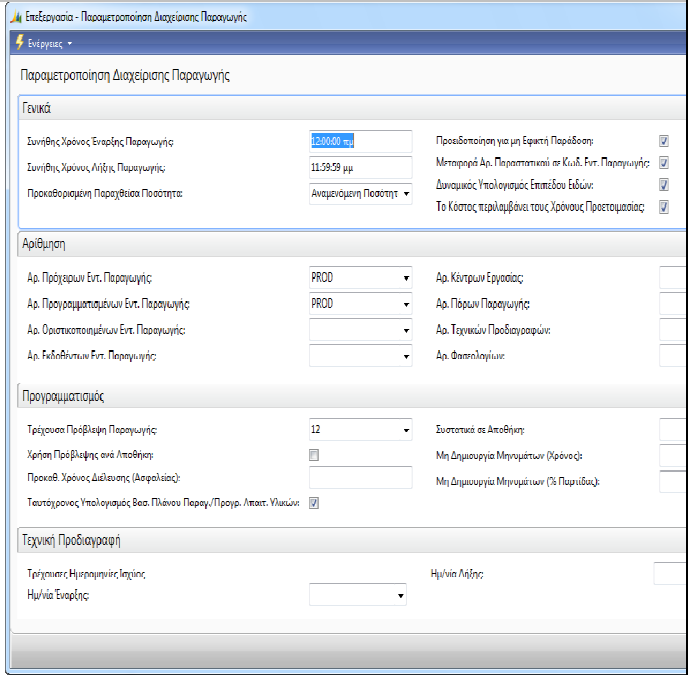 Επεξεργασία - Παραμετροποίηση Διαχείρισης Παραγωγής
Ενέργειες
Παραμετροποίηση Διαχείρισης Παραγωγής
Γενικά
Συνήθης Χρόνος Έναρξης Παραγωγής: 12:00:00 πμ Προειδοποίηση για μη Εφικτή Παράδοση:
Συνήθης Χρόνος Λήξης Παραγωγής: 11:59:59 μμ Μεταφορά Αρ. Παραστατικού σε Κωδ. Εντ. Παραγωγής:
Προκαθορισμένη Παραχθείσα Ποσότητα: Αναμενόμενη Ποσότητ Δυναμικός Υπολογισμός Επιπέδου Ειδών:
Το Κόστος περιλαμβάνει τους Χρόνους Προετοιμασίας:
Αρίθμηση
Αρ. Πρόχειρων Εντ. Παραγωγής: PROD Αρ. Κέντρων Εργασίας:
Αρ. Προγραμματισμένων Εντ. Παραγωγής: PROD Αρ. Πόρων Παραγωγής:
Αρ. Οριστικοποιημένων Εντ. Παραγωγής: Αρ. Τεχνικών Προδιαγραφών:
Αρ. Εκδοθέντων Εντ. Παραγωγής: Αρ. Φασεολογίων:
Προγραμματισμός
Τρέχουσα Πρόβλεψη Παραγωγής: 12 Συστατικά σε Αποθήκη:
Χρήση Πρόβλεψης ανά Αποθήκη: Μη Δημιουργία Μηνυμάτων (Χρόνος):
Προκαθ. Χρόνος Διέλευσης (Ασφαλείας): Μη Δημιουργία Μηνυμάτων (% Παρτίδας):
Ταυτόχρονος Υπολογισμός Βασ. Πλάνου Παραγ./Προγρ. Απαιτ. Υλικών:
Τεχνική Προδιαγραφή
Τρέχουσες Ημερομηνίες Ισχύος Ημ/νία Λήξης:
Ημ/νία Έναρξης: